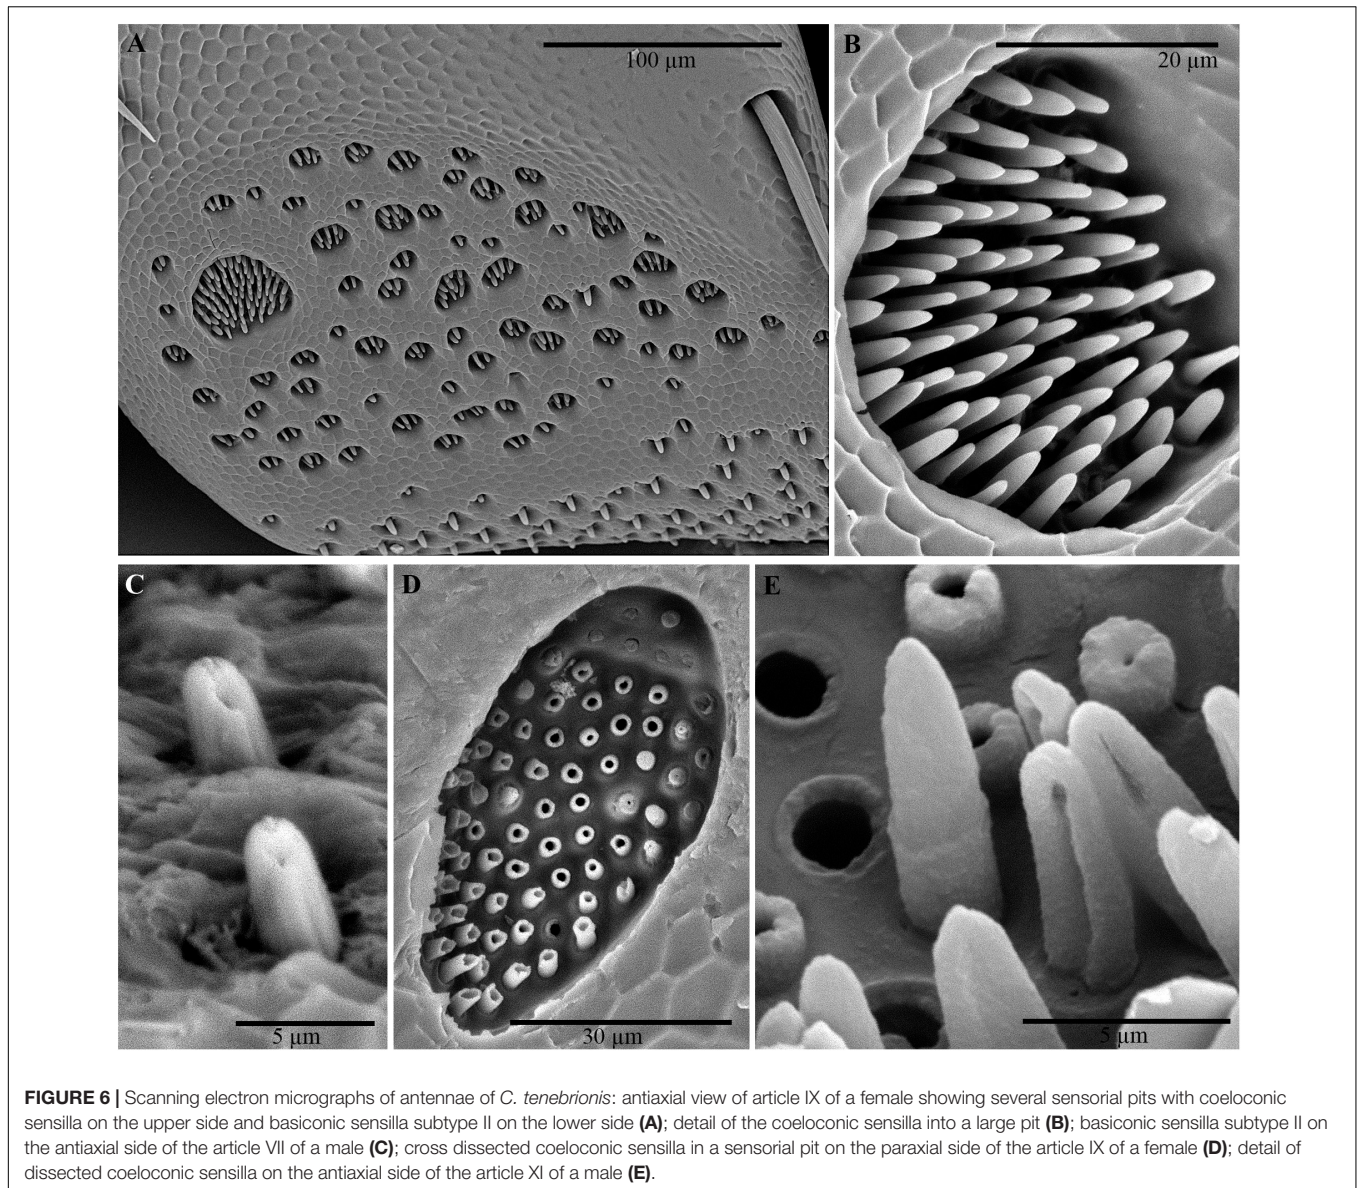 A
100 µm
B
20 µm
C
5 µm
D
30 µm
E
5 µm
FIGURE 6 | Scanning electron micrographs of antennae of C. tenebrionis: antiaxial view of article IX of a female showing several sensorial pits with coeloconic
sensilla on the upper side and basiconic sensilla subtype II on the lower side (A); detail of the coeloconic sensilla into a large pit (B); basiconic sensilla subtype II on
the antiaxial side of the article VII of a male (C); cross dissected coeloconic sensilla in a sensorial pit on the paraxial side of the article IX of a female (D); detail of
dissected coeloconic sensilla on the antiaxial side of the article XI of a male (E).